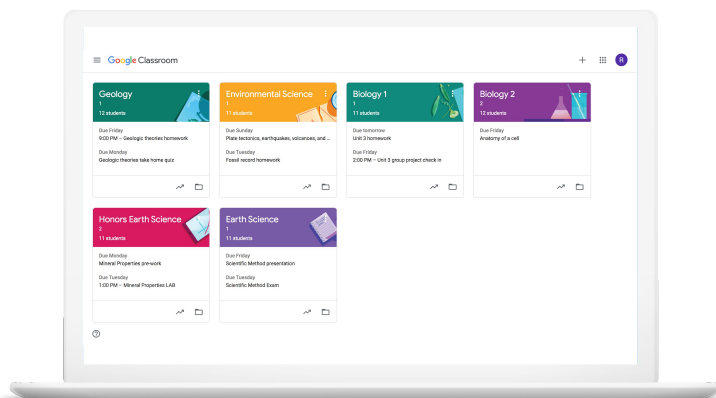 Google Classroom
R
Geology
1
12 students
Due Friday
9:00 PM – Geologic theories homework
Due Monday
Geologic theories take home quiz
Environmental Science
1
11 students
Due Sunday
Plate tectonics, earthquakes, volcanoes, and ...
Due Tuesday
Fossil record homework
Biology 1
1
11 students
Due tomorrow
Unit 3 homework
Due Friday
2:00 PM – Unit 3 group project check in
Biology 2
2
12 students
Due Friday
Anatomy of a cell
Honors Earth Science
2
11 students
Due Monday
Mineral Properties pre-work
Due Tuesday
1:00 PM – Mineral Properties LAB
Earth Science
1
11 students
Due Friday
Scientific Method presentation
Due Tuesday
Scientific Method Exam